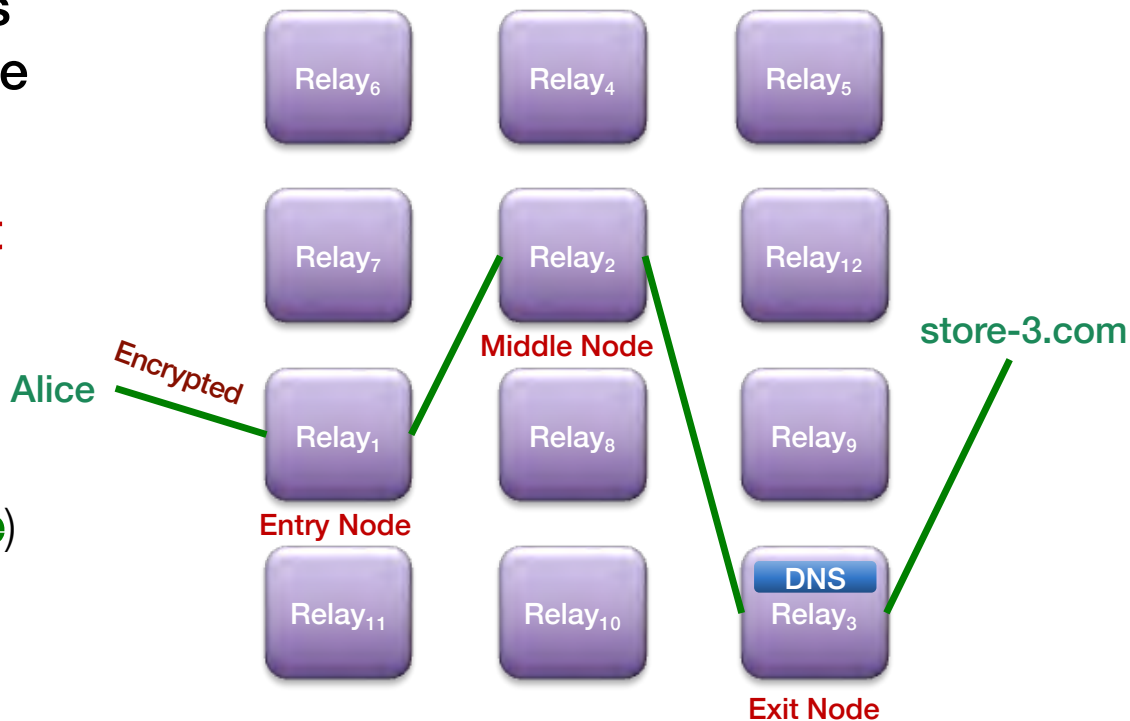 s
e
Relay₆
Relay₄
Relay₅
t
Relay₇
Relay₂
Relay₁₂
Middle Node
store-3.com
Encrypted
Alice
Relay₁
Relay₈
Relay₉
Entry Node
e)
DNS
Relay₁₁
Relay₁₀
Relay₃
Exit Node